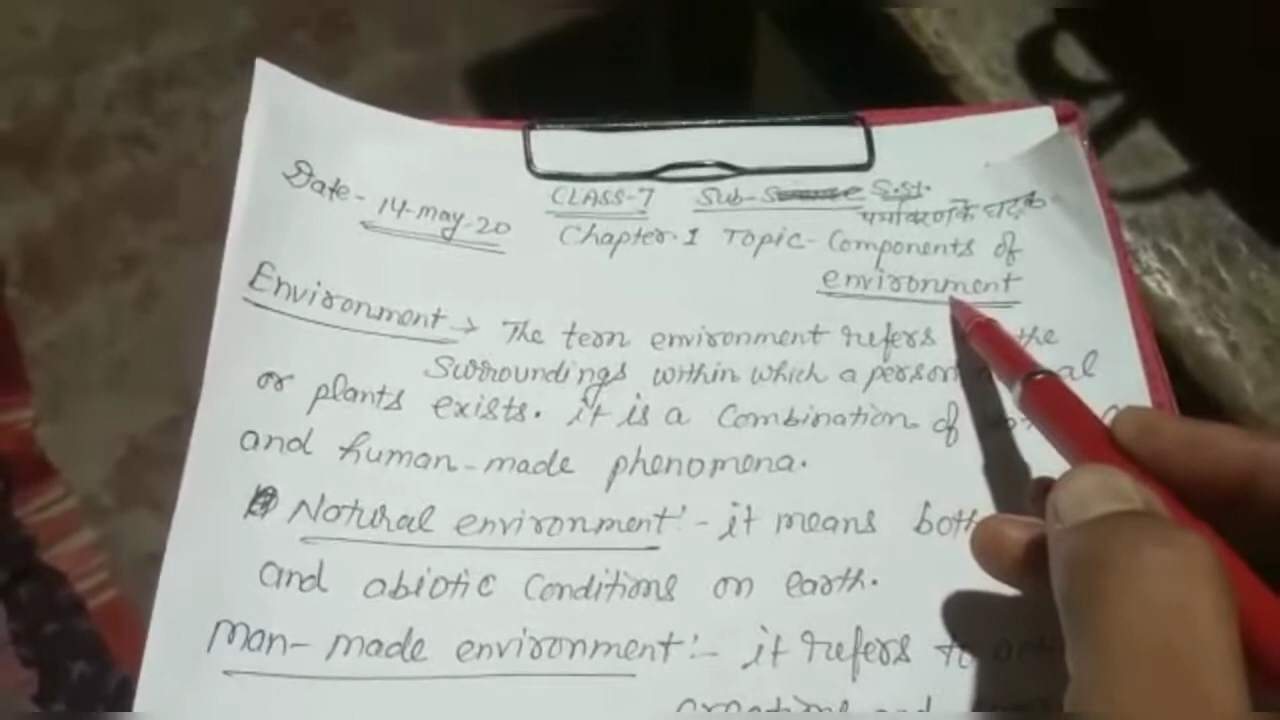 Date - 14-may-20
CLASS-7 Sub-S.St.
पर्यावरण के घटक
Chapter-1 Topic- Components of
environment
Environment → The term environment refers the
Surroundings within which a person
or plants exists. it is a Combination of
and human-made phenomena.
Natural environment:- it means both
and abiotic Conditions on earth.
Man-made environment:- it refers to